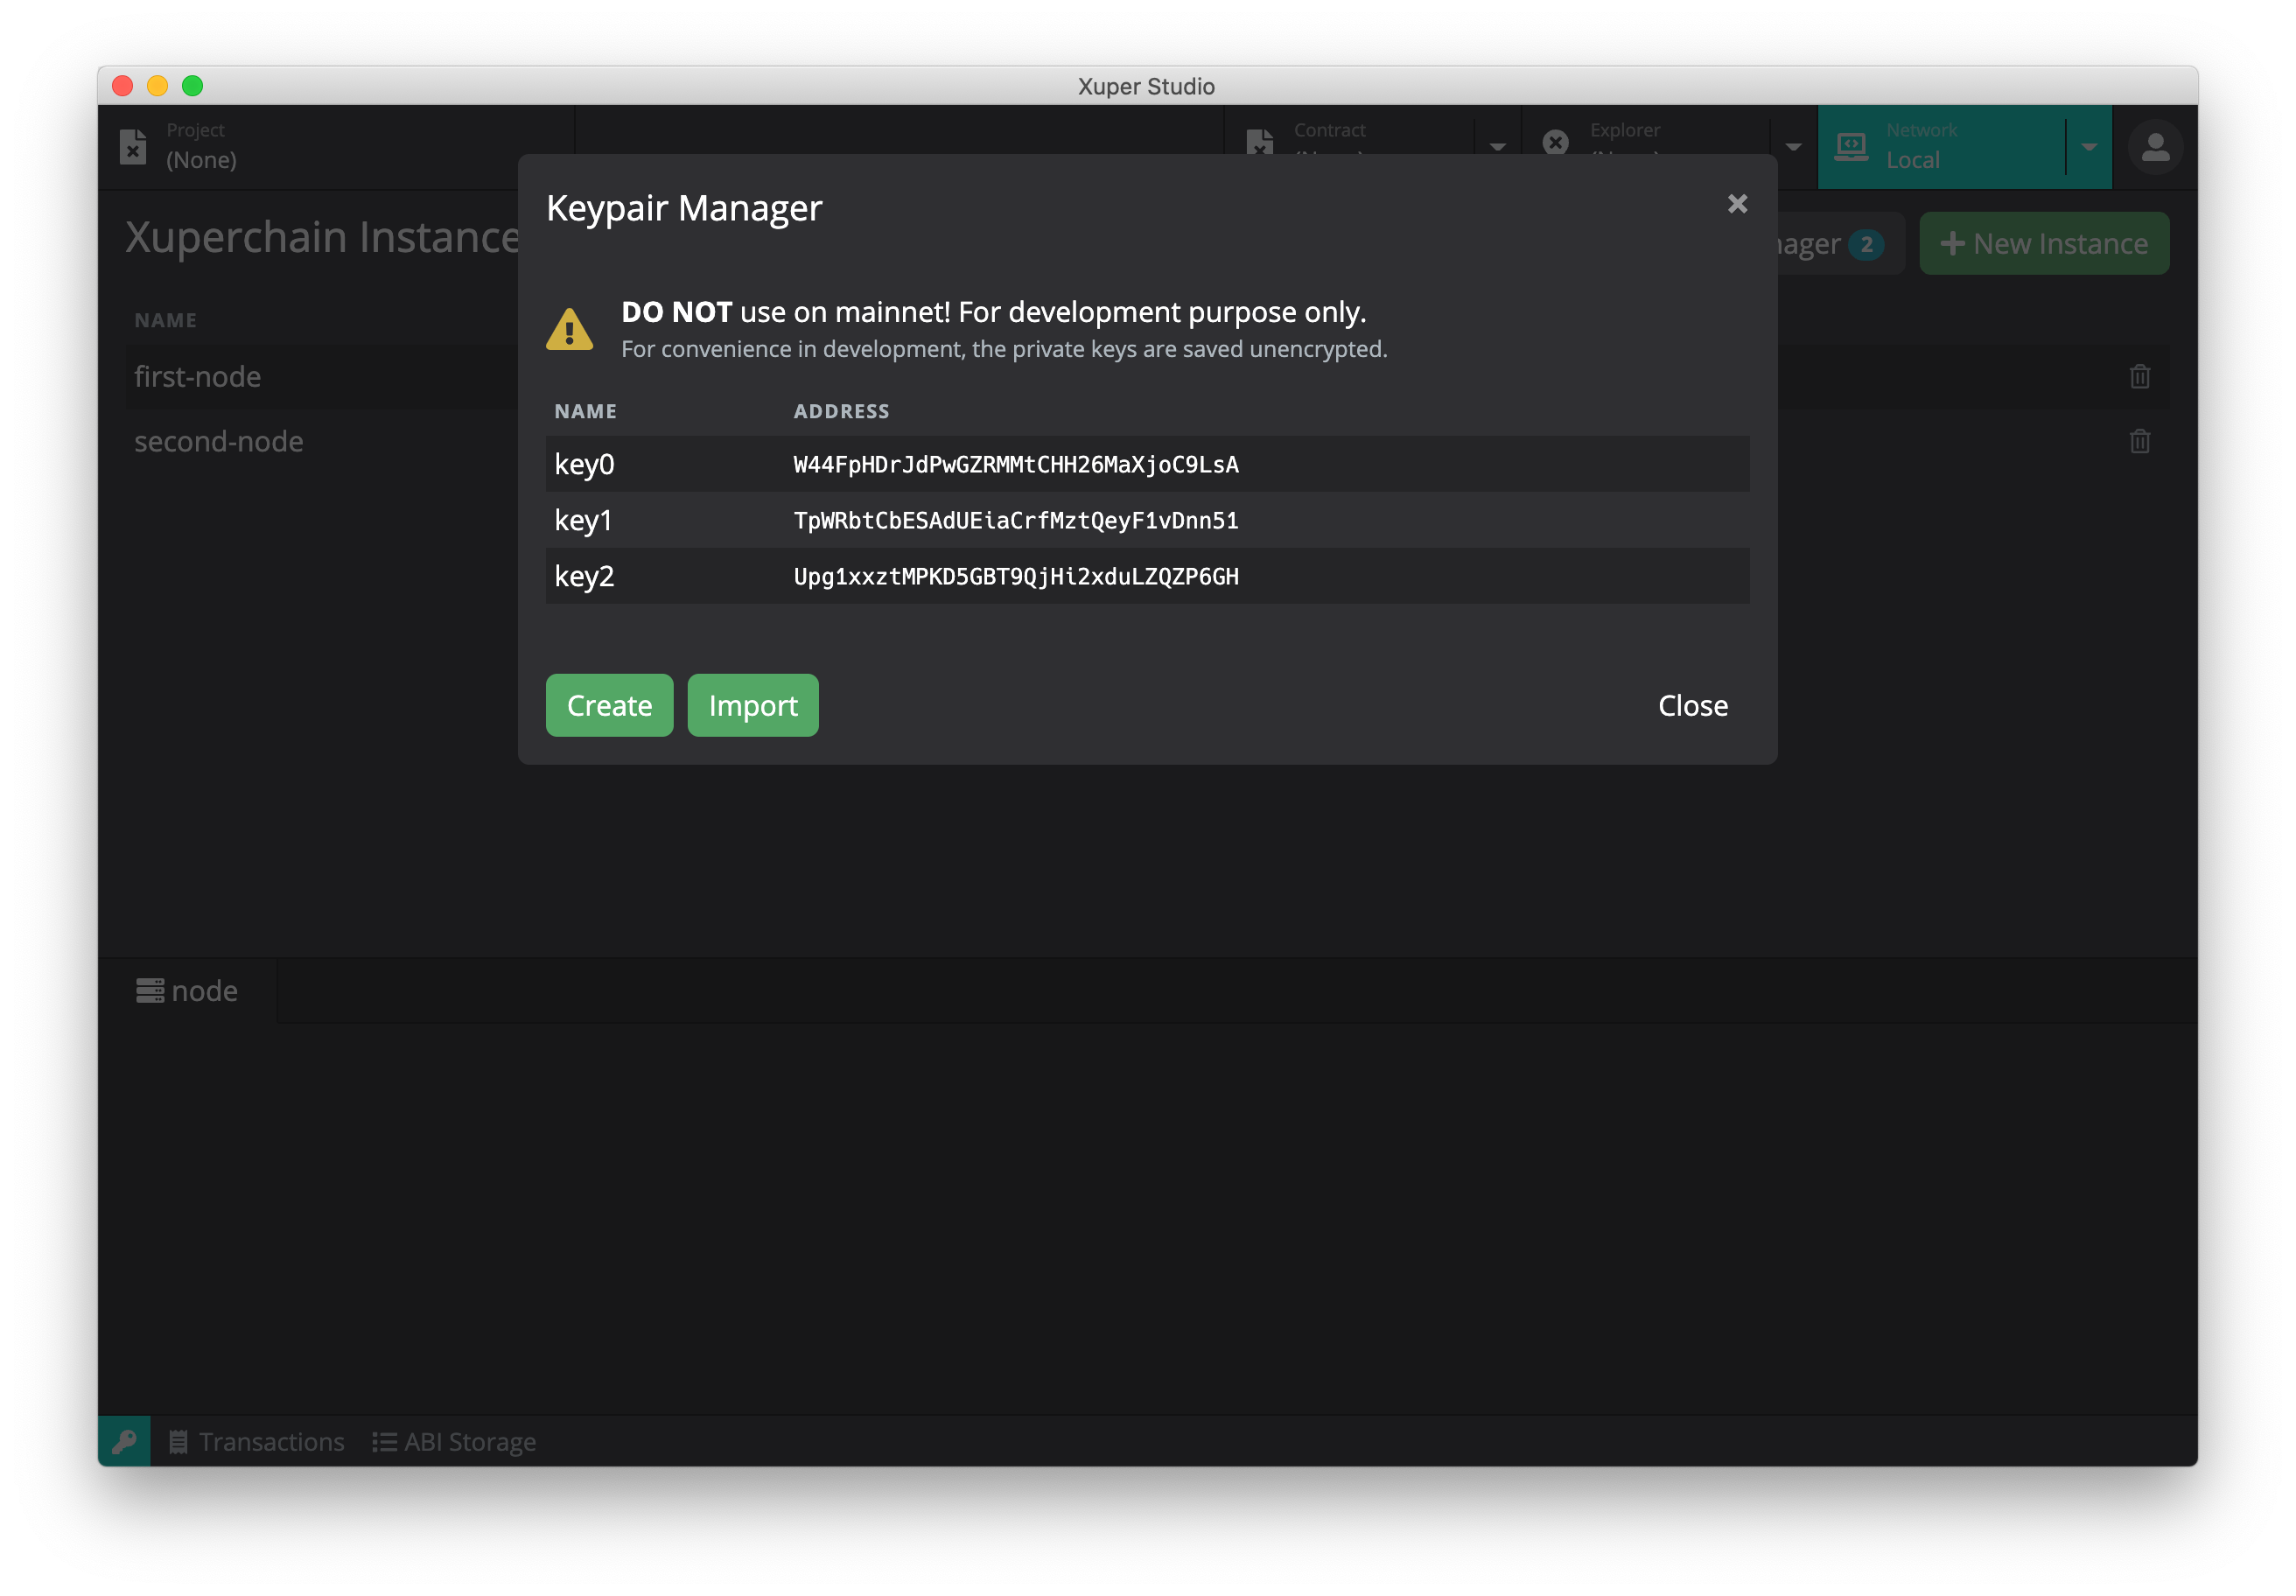 Xuper Studio
Project
(None)
Contract
Explorer
Network
Local
Xuperchain Instance
2
New Instance
NAME
first-node
second-node
Keypair Manager
DO NOT use on mainnet! For development purpose only.
For convenience in development, the private keys are saved unencrypted.
NAME ADDRESS
key0 W44FpHDrJdPwGZRMMtCHH26MaXjoC9LsA
key1 TpWRbtCbESAdUEiaCrfMztQeyF1vDnn51
key2 Upg1xxztMPKD5GBT9QjHi2xduLZQZP6GH
Create Import Close
node
Transactions ABI Storage